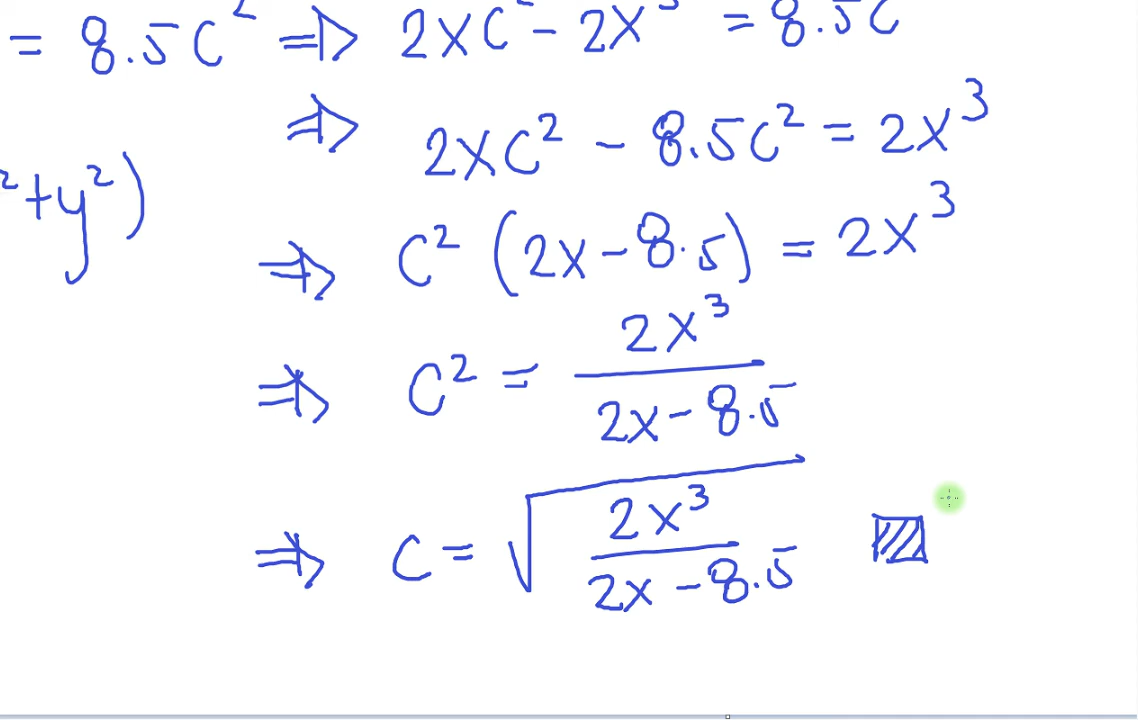 = 8.5C² ⇒ 2xC² - 2x³ = 8.5C
⇒ 2xC² - 8.5C² = 2x³
² + y²)
⇒ C² (2x - 8.5) = 2x³
⇒ C² = 2x³ / 2x - 8.5
⇒ C = √(2x³ / 2x - 8.5)